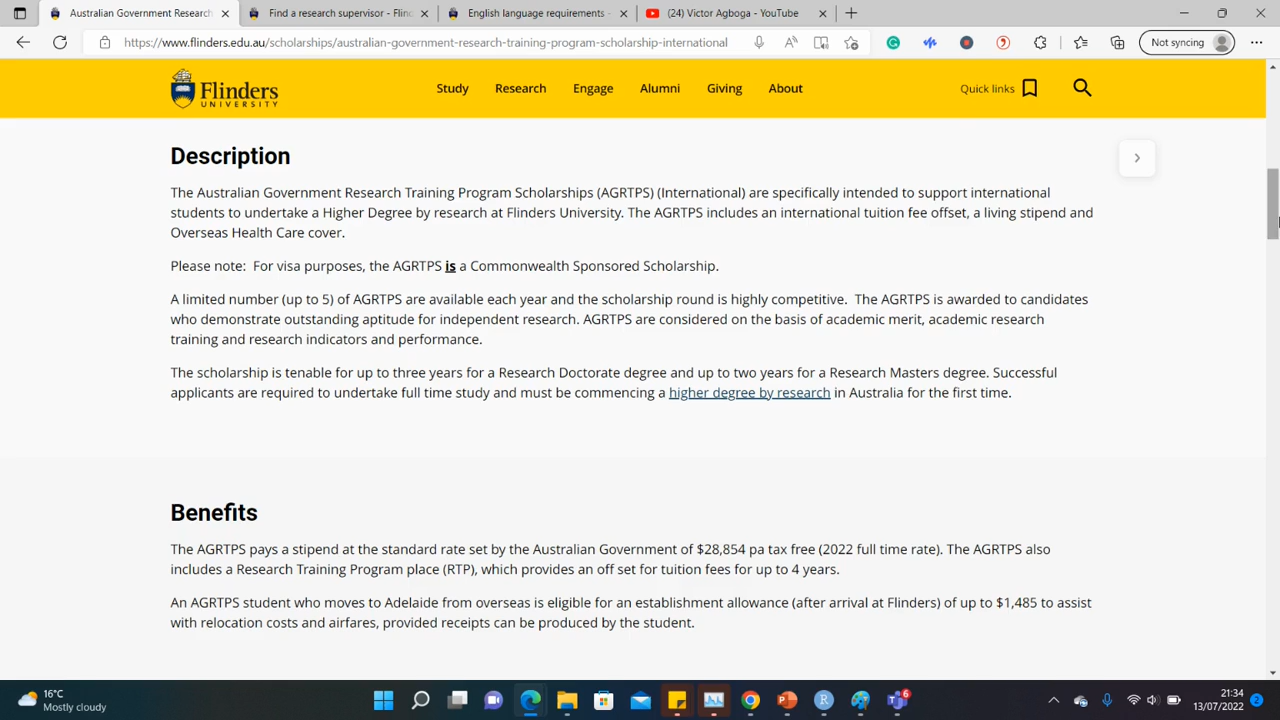 Australian Government Research
Find a research supervisor - Flind
English language requirements -
(24) Victor Agboga - YouTube
https://www.flinders.edu.au/scholarships/australian-government-research-training-program-scholarship-international
Not syncing
Flinders
UNIVERSITY
Study
Research
Engage
Alumni
Giving
About
Quick links
Description
The Australian Government Research Training Program Scholarships (AGRTPS) (International) are specifically intended to support international
students to undertake a Higher Degree by research at Flinders University. The AGRTPS includes an international tuition fee offset, a living stipend and
Overseas Health Care cover.
Please note:  For visa purposes, the AGRTPS is a Commonwealth Sponsored Scholarship.
A limited number (up to 5) of AGRTPS are available each year and the scholarship round is highly competitive.  The AGRTPS is awarded to candidates
who demonstrate outstanding aptitude for independent research. AGRTPS are considered on the basis of academic merit, academic research
training and research indicators and performance.
The scholarship is tenable for up to three years for a Research Doctorate degree and up to two years for a Research Masters degree. Successful
applicants are required to undertake full time study and must be commencing a higher degree by research in Australia for the first time.
Benefits
The AGRTPS pays a stipend at the standard rate set by the Australian Government of $28,854 pa tax free (2022 full time rate). The AGRTPS also
includes a Research Training Program place (RTP), which provides an off set for tuition fees for up to 4 years.
An AGRTPS student who moves to Adelaide from overseas is eligible for an establishment allowance (after arrival at Flinders) of up to $1,485 to assist
with relocation costs and airfares, provided receipts can be produced by the student.
16°C
Mostly cloudy
6
21:34
13/07/2022